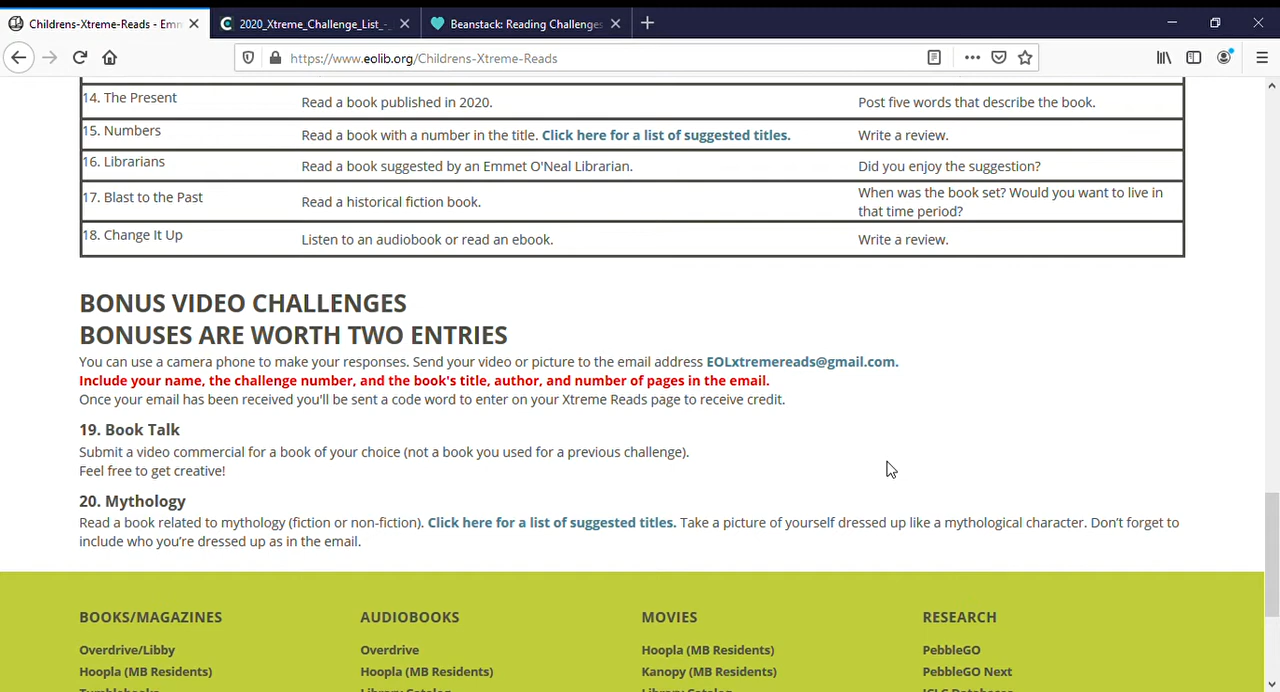 Childrens-Xtreme-Reads - Emm
2020_Xtreme_Challenge_List_-
Beanstack: Reading Challenges
https://www.eolib.org/Childrens-Xtreme-Reads
14. The Present Read a book published in 2020. Post five words that describe the book.
15. Numbers Read a book with a number in the title. Click here for a list of suggested titles. Write a review.
16. Librarians Read a book suggested by an Emmet O'Neal Librarian. Did you enjoy the suggestion?
17. Blast to the Past Read a historical fiction book. When was the book set? Would you want to live in
that time period?
18. Change It Up Listen to an audiobook or read an ebook. Write a review.
BONUS VIDEO CHALLENGES
BONUSES ARE WORTH TWO ENTRIES
You can use a camera phone to make your responses. Send your video or picture to the email address EOLxtremereads@gmail.com.
Include your name, the challenge number, and the book's title, author, and number of pages in the email.
Once your email has been received you'll be sent a code word to enter on your Xtreme Reads page to receive credit.
19. Book Talk
Submit a video commercial for a book of your choice (not a book you used for a previous challenge).
Feel free to get creative!
20. Mythology
Read a book related to mythology (fiction or non-fiction). Click here for a list of suggested titles. Take a picture of yourself dressed up like a mythological character. Don't forget to
include who you're dressed up as in the email.
BOOKS/MAGAZINES AUDIOBOOKS MOVIES RESEARCH
Overdrive/Libby Overdrive Hoopla (MB Residents) PebbleGO
Hoopla (MB Residents) Hoopla (MB Residents) Kanopy (MB Residents) PebbleGO Next
Tumblebooks Library Catalog Library Catalog